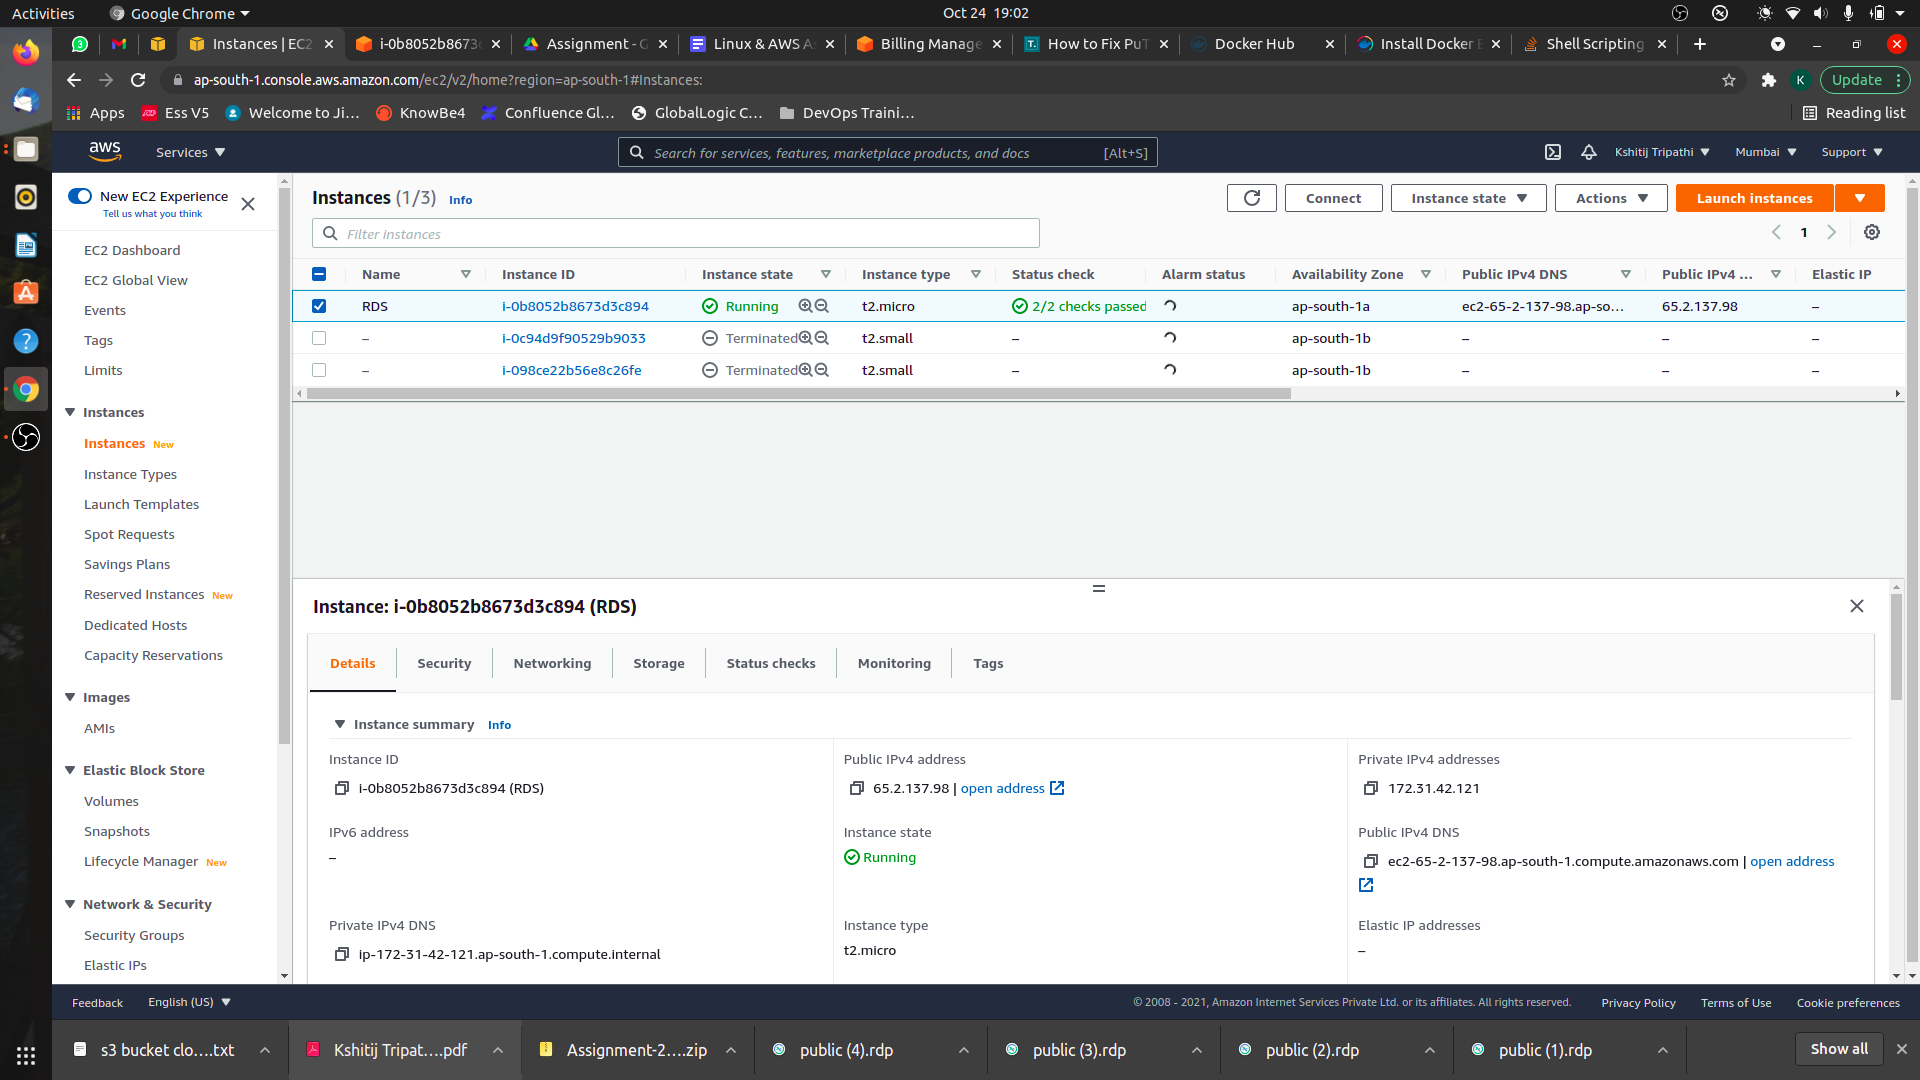 Activities
Google Chrome
Oct 24 19:02
3
Instances | EC2
i-0b8052b8673
Assignment - G
Linux & AWS As
Billing Manage
How to Fix PuT
Docker Hub
Install Docker E
Shell Scripting
ap-south-1.console.aws.amazon.com/ec2/v2/home?region=ap-south-1#Instances:
K
Update
Apps
Ess V5
Welcome to Ji...
KnowBe4
Confluence Gl...
GlobalLogic C...
DevOps Traini...
Reading list
aws
Services
Search for services, features, marketplace products, and docs
[Alt+S]
Kshitij Tripathi
Mumbai
Support
New EC2 Experience
Tell us what you think
EC2 Dashboard
EC2 Global View
Events
Tags
Limits
Instances
Instances New
Instance Types
Launch Templates
Spot Requests
Savings Plans
Reserved Instances New
Dedicated Hosts
Capacity Reservations
Images
AMIs
Elastic Block Store
Volumes
Snapshots
Lifecycle Manager New
Network & Security
Security Groups
Elastic IPs
Instances (1/3) Info
Connect
Instance state
Actions
Launch instances
Filter instances
1
Name Instance ID Instance state Instance type Status check Alarm status Availability Zone Public IPv4 DNS Public IPv4 ... Elastic IP
RDS i-0b8052b8673d3c894 Running t2.micro 2/2 checks passed ap-south-1a ec2-65-2-137-98.ap-so... 65.2.137.98 –
– i-0c94d9f90529b9033 Terminated t2.small – ap-south-1b – – –
– i-098ce22b56e8c26fe Terminated t2.small – ap-south-1b – – –
Instance: i-0b8052b8673d3c894 (RDS)
Details
Security
Networking
Storage
Status checks
Monitoring
Tags
Instance summary Info
Instance ID
i-0b8052b8673d3c894 (RDS)
Public IPv4 address
65.2.137.98 | open address
Private IPv4 addresses
172.31.42.121
IPv6 address
–
Instance state
Running
Public IPv4 DNS
ec2-65-2-137-98.ap-south-1.compute.amazonaws.com | open address
Private IPv4 DNS
ip-172-31-42-121.ap-south-1.compute.internal
Instance type
t2.micro
Elastic IP addresses
–
Feedback
English (US)
© 2008 - 2021, Amazon Internet Services Private Ltd. or its affiliates. All rights reserved.
Privacy Policy
Terms of Use
Cookie preferences
s3 bucket clo....txt
Kshitij Tripat....pdf
Assignment-2....zip
public (4).rdp
public (3).rdp
public (2).rdp
public (1).rdp
Show all